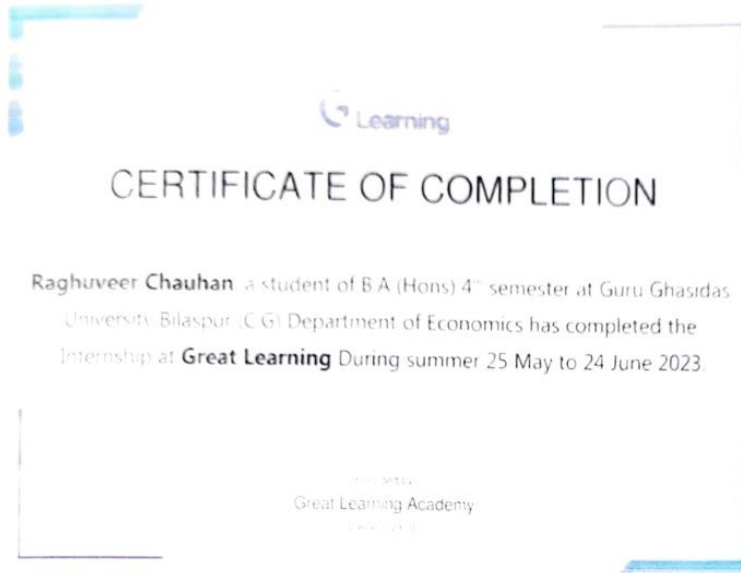 G Learning
CERTIFICATE OF COMPLETION
Raghuveer Chauhan a student of B A (Hons) 4th semester at Guru Ghasidas
University Bilaspur (C G) Department of Economics has completed the
Internship at Great Learning During summer 25 May to 24 June 2023.
Great Learning Academy